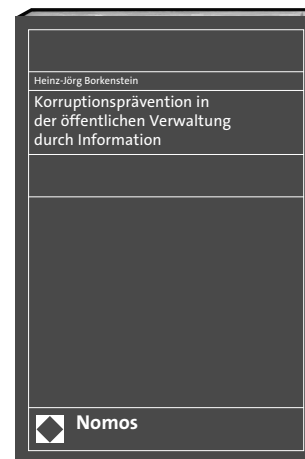 Heinz-Jörg Borkenstein
Korruptionsprävention in
der öffentlichen Verwaltung
durch Information
Nomos